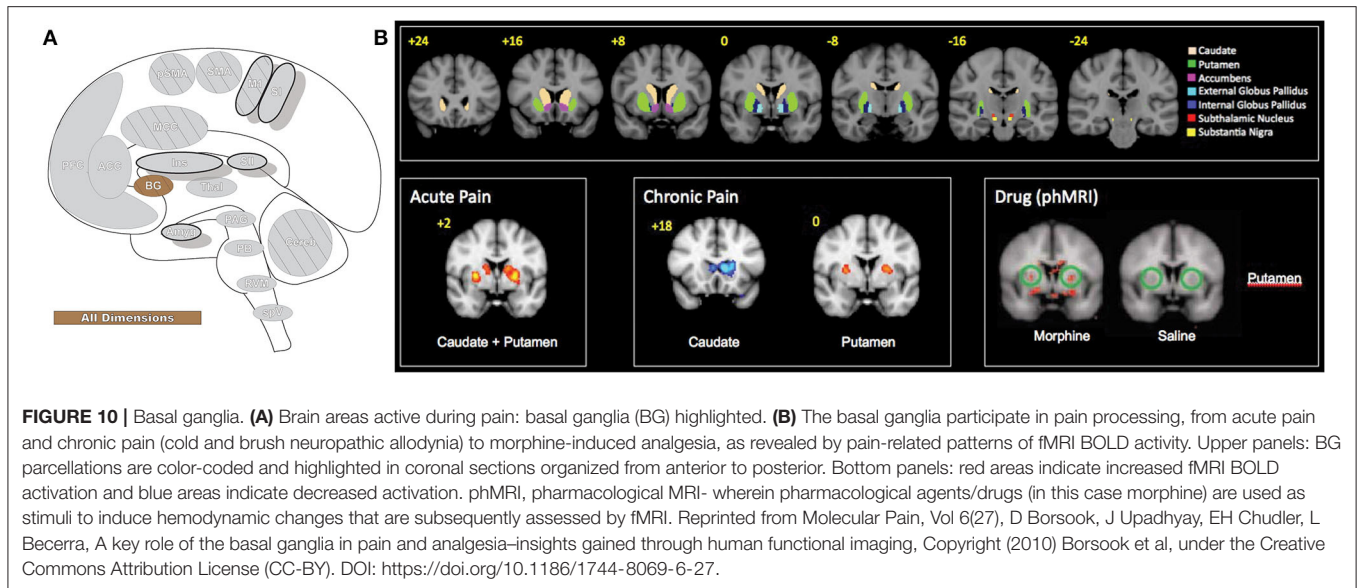 A
pSMA
SMA
MI
SI
MCC
PFC
ACC
Ins
SII
BG
Thal
Amyg
PAG
PB
Cereb
RVM
SpV
All Dimensions
B
+24
+16
+8
0
-8
-16
-24
Caudate
Putamen
Accumbens
External Globus Pallidus
Internal Globus Pallidus
Subthalamic Nucleus
Substantia Nigra
Acute Pain
+2
Caudate + Putamen
Chronic Pain
+18
0
Caudate
Putamen
Drug (phMRI)
Putamen
Morphine
Saline
FIGURE 10 | Basal ganglia. (A) Brain areas active during pain: basal ganglia (BG) highlighted. (B) The basal ganglia participate in pain processing, from acute pain
and chronic pain (cold and brush neuropathic allodynia) to morphine-induced analgesia, as revealed by pain-related patterns of fMRI BOLD activity. Upper panels: BG
parcellations are color-coded and highlighted in coronal sections organized from anterior to posterior. Bottom panels: red areas indicate increased fMRI BOLD
activation and blue areas indicate decreased activation. phMRI, pharmacological MRI- wherein pharmacological agents/drugs (in this case morphine) are used as
stimuli to induce hemodynamic changes that are subsequently assessed by fMRI. Reprinted from Molecular Pain, Vol 6(27), D Borsook, J Upadhyay, EH Chudler, L
Becerra, A key role of the basal ganglia in pain and analgesia–insights gained through human functional imaging, Copyright (2010) Borsook et al, under the Creative
Commons Attribution License (CC-BY). DOI: https://doi.org/10.1186/1744-8069-6-27.